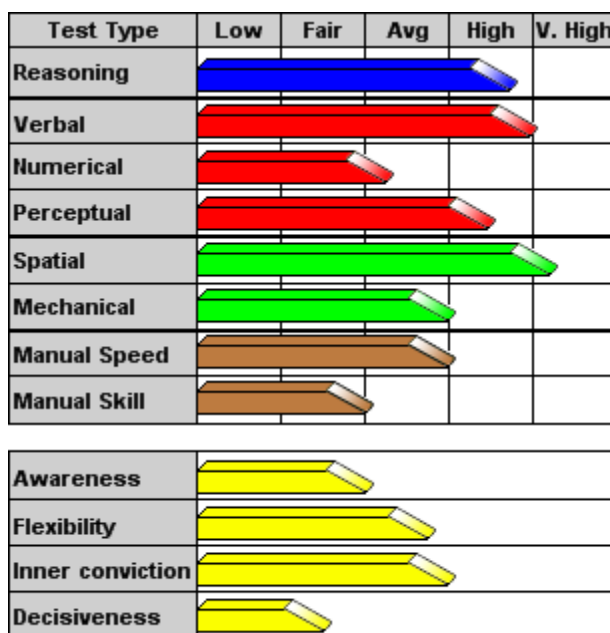 Test Type Low Fair Avg High V. High
Reasoning
Verbal
Numerical
Perceptual
Spatial
Mechanical
Manual Speed
Manual Skill
Awareness
Flexibility
Inner conviction
Decisiveness